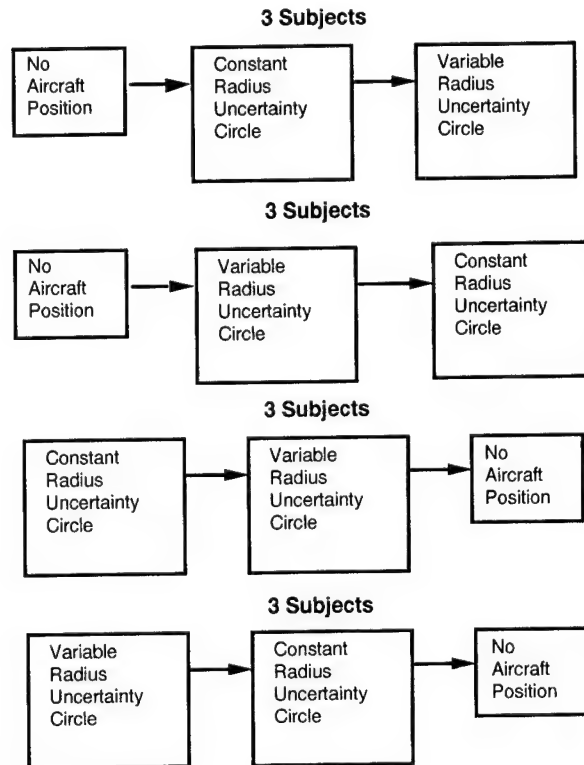 3 Subjects
No
Aircraft
Position
Constant
Radius
Uncertainty
Circle
Variable
Radius
Uncertainty
Circle
3 Subjects
No
Aircraft
Position
Variable
Radius
Uncertainty
Circle
Constant
Radius
Uncertainty
Circle
3 Subjects
Constant
Radius
Uncertainty
Circle
Variable
Radius
Uncertainty
Circle
No
Aircraft
Position
3 Subjects
Variable
Radius
Uncertainty
Circle
Constant
Radius
Uncertainty
Circle
No
Aircraft
Position